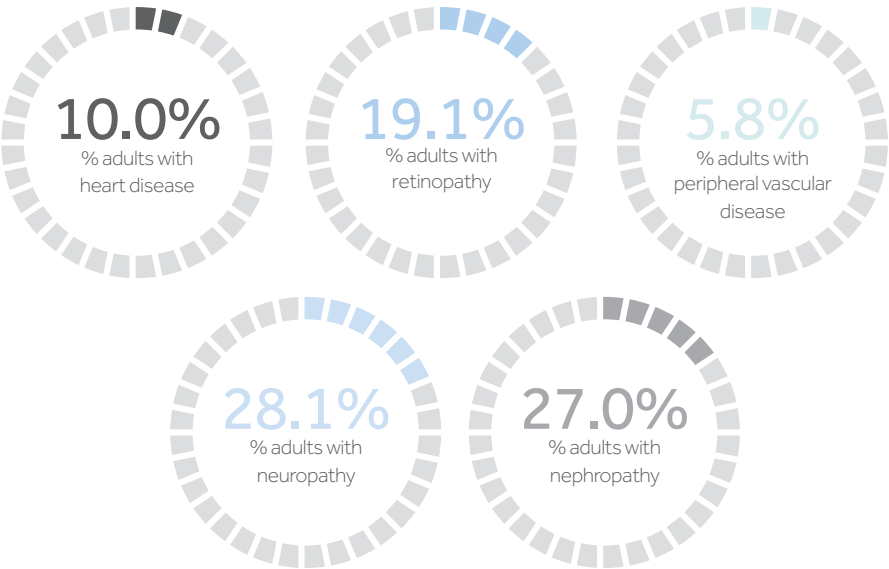 10.0%
% adults with
heart disease
19.1%
% adults with
retinopathy
5.8%
% adults with
peripheral vascular
disease
28.1%
% adults with
neuropathy
27.0%
% adults with
nephropathy